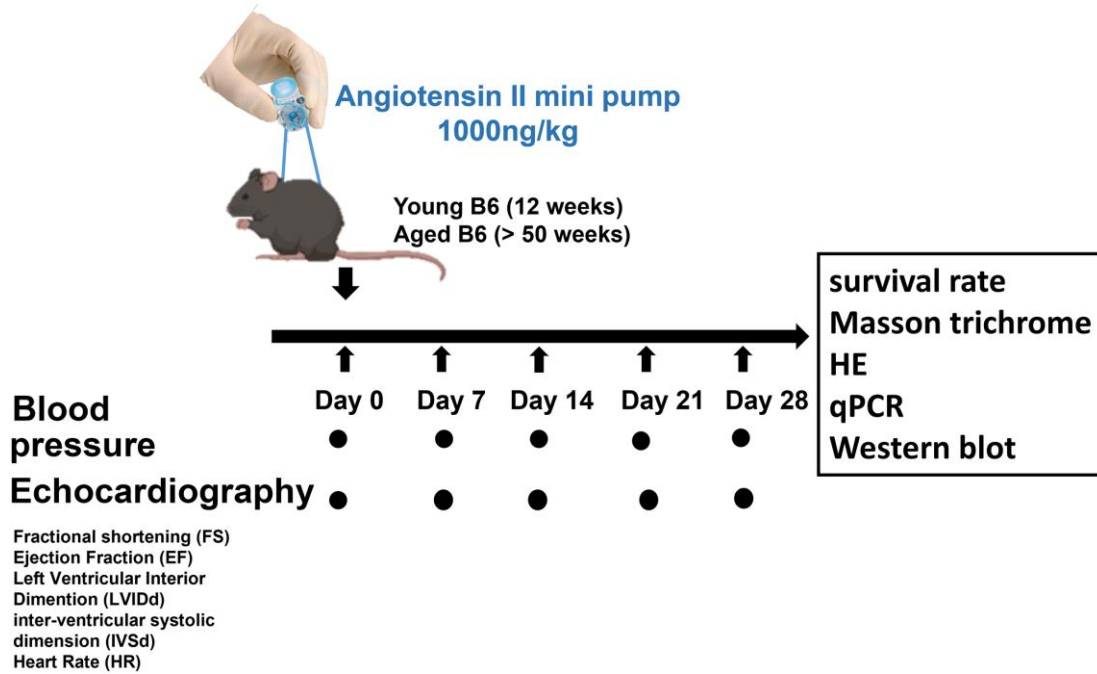 Angiotensin II mini pump
1000ng/kg
Young B6 (12 weeks)
Aged B6 (> 50 weeks)
Day 0 Day 7 Day 14 Day 21 Day 28
Blood
pressure
Echocardiography
Fractional shortening (FS)
Ejection Fraction (EF)
Left Ventricular Interior
Dimention (LVIDd)
inter-ventricular systolic
dimension (IVSd)
Heart Rate (HR)
survival rate
Masson trichrome
HE
qPCR
Western blot